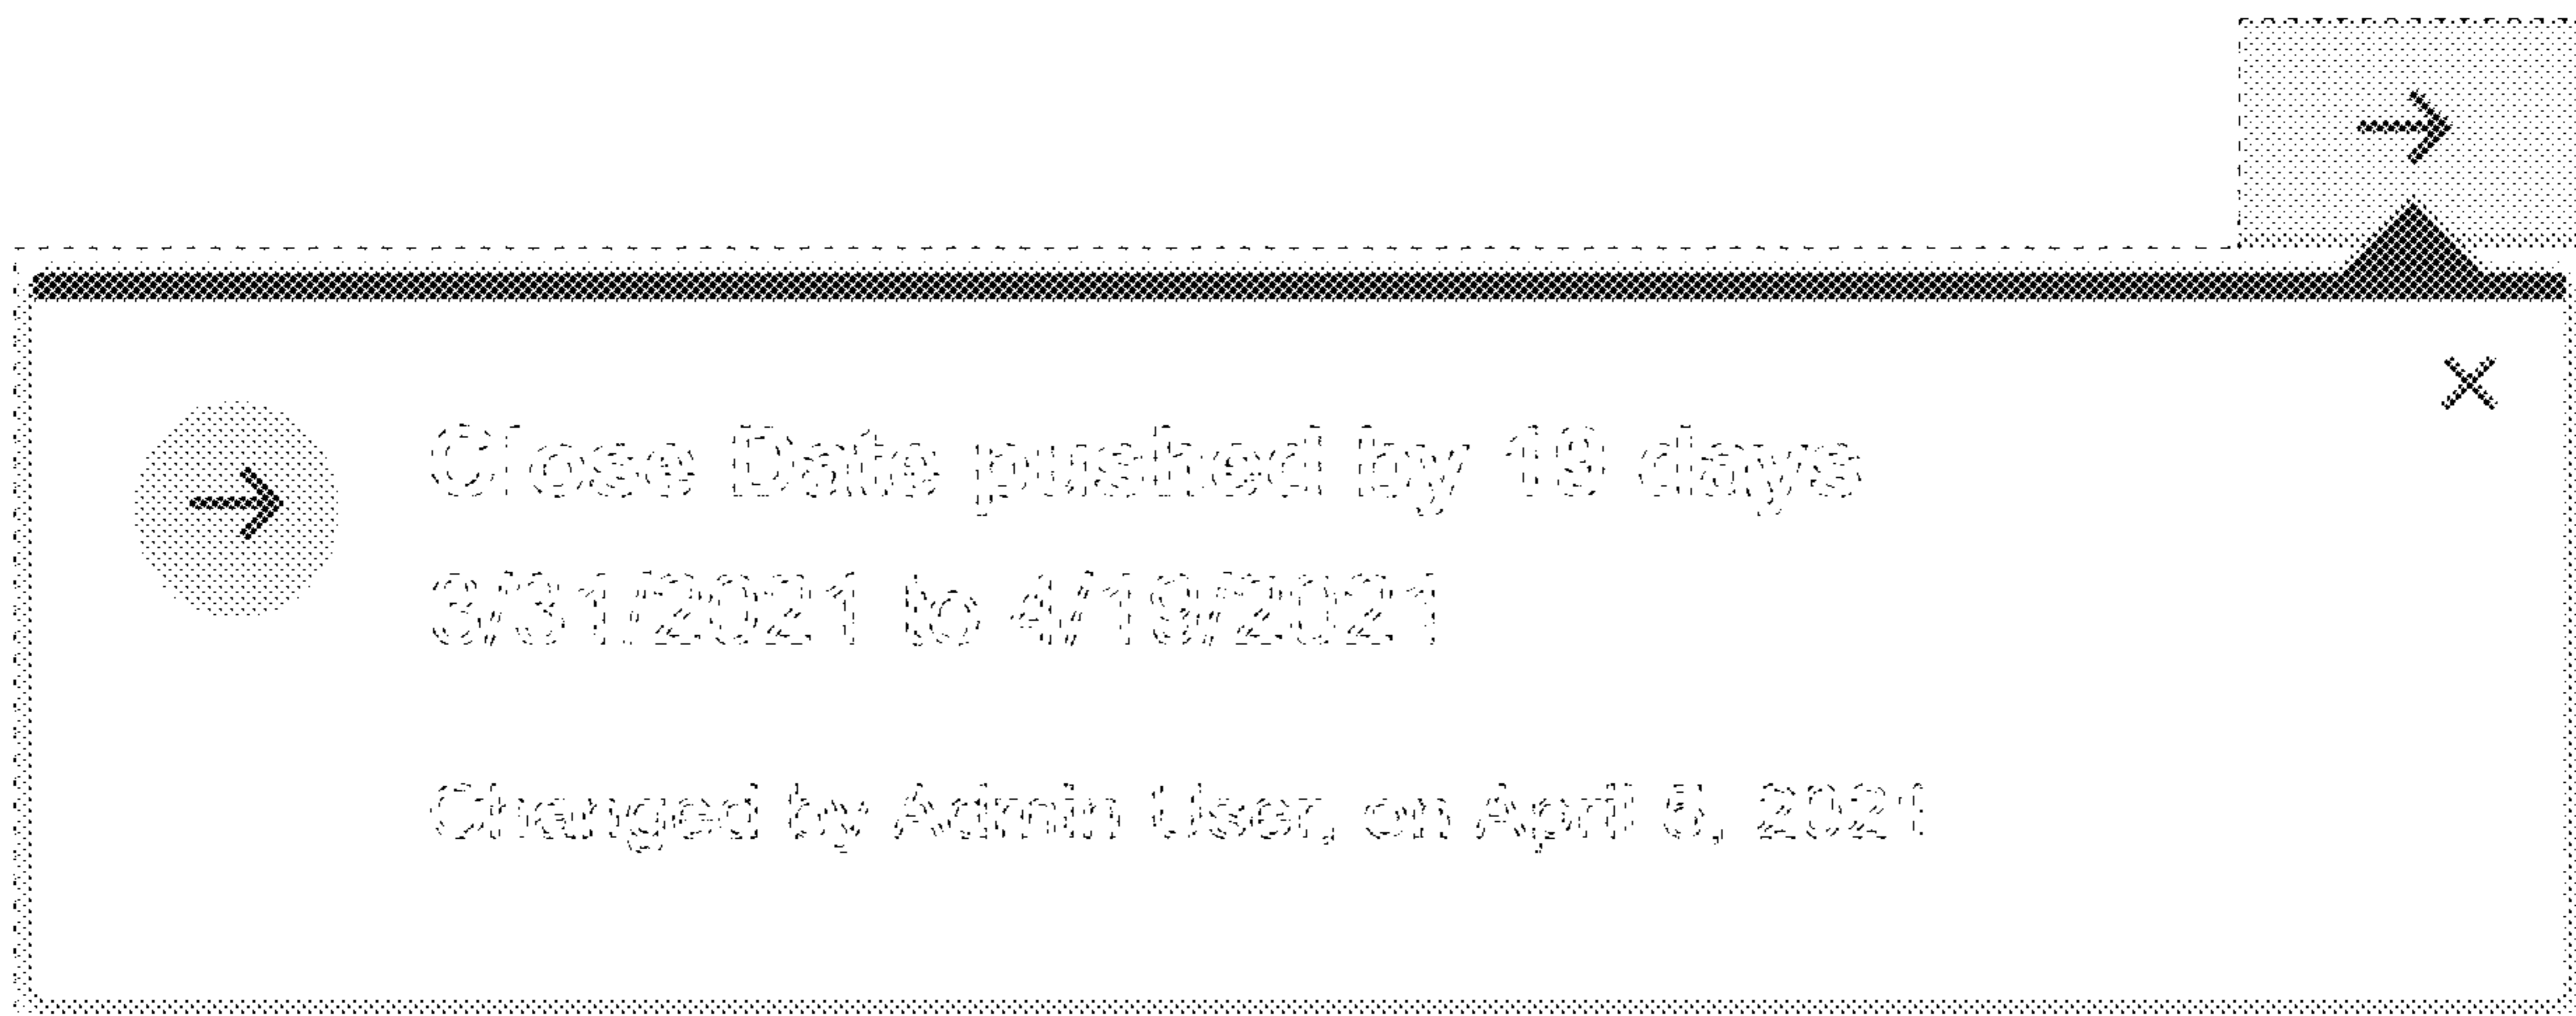 Close Date pushed by 19 days
3/31/2021 to 4/19/2021
Changed by Admin User, on April 5, 2021